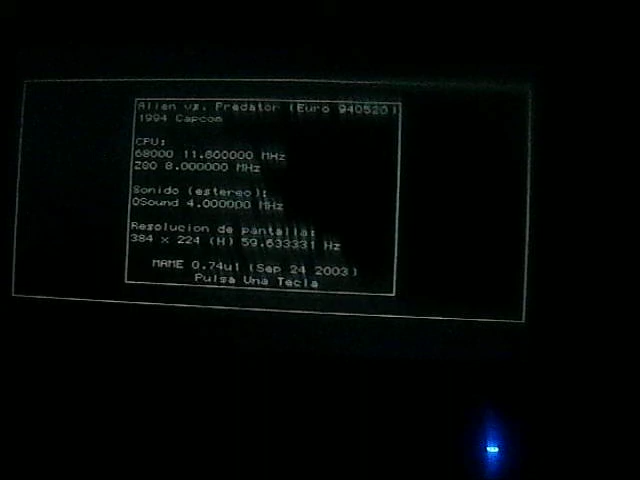 Alien vs. Predator (Euro 940520)
1994 Capcom
CPU:
68000 11.600000 MHz
Z80 8.000000 MHz
Sonido (estereo):
QSound 4.000000 MHz
Resolucion de pantalla:
384 x 224 (H) 59.633331 Hz
MAME 0.74u1 (Sep 24 2003)
Pulsa Una Tecla